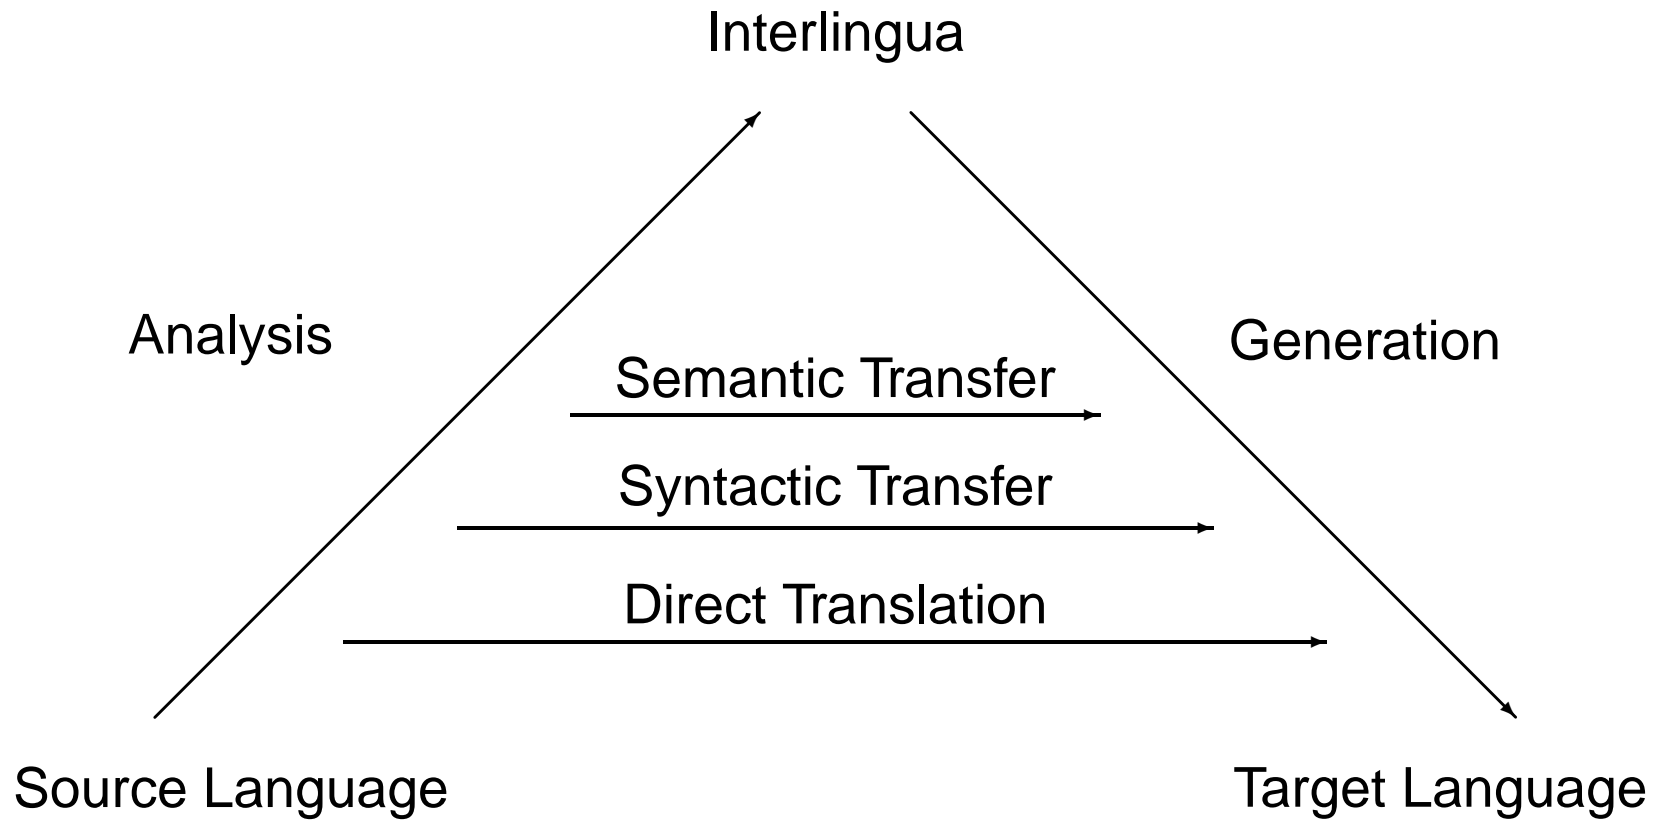 Interlingua
Analysis
Generation
Semantic Transfer
Syntactic Transfer
Direct Translation
Source Language
Target Language